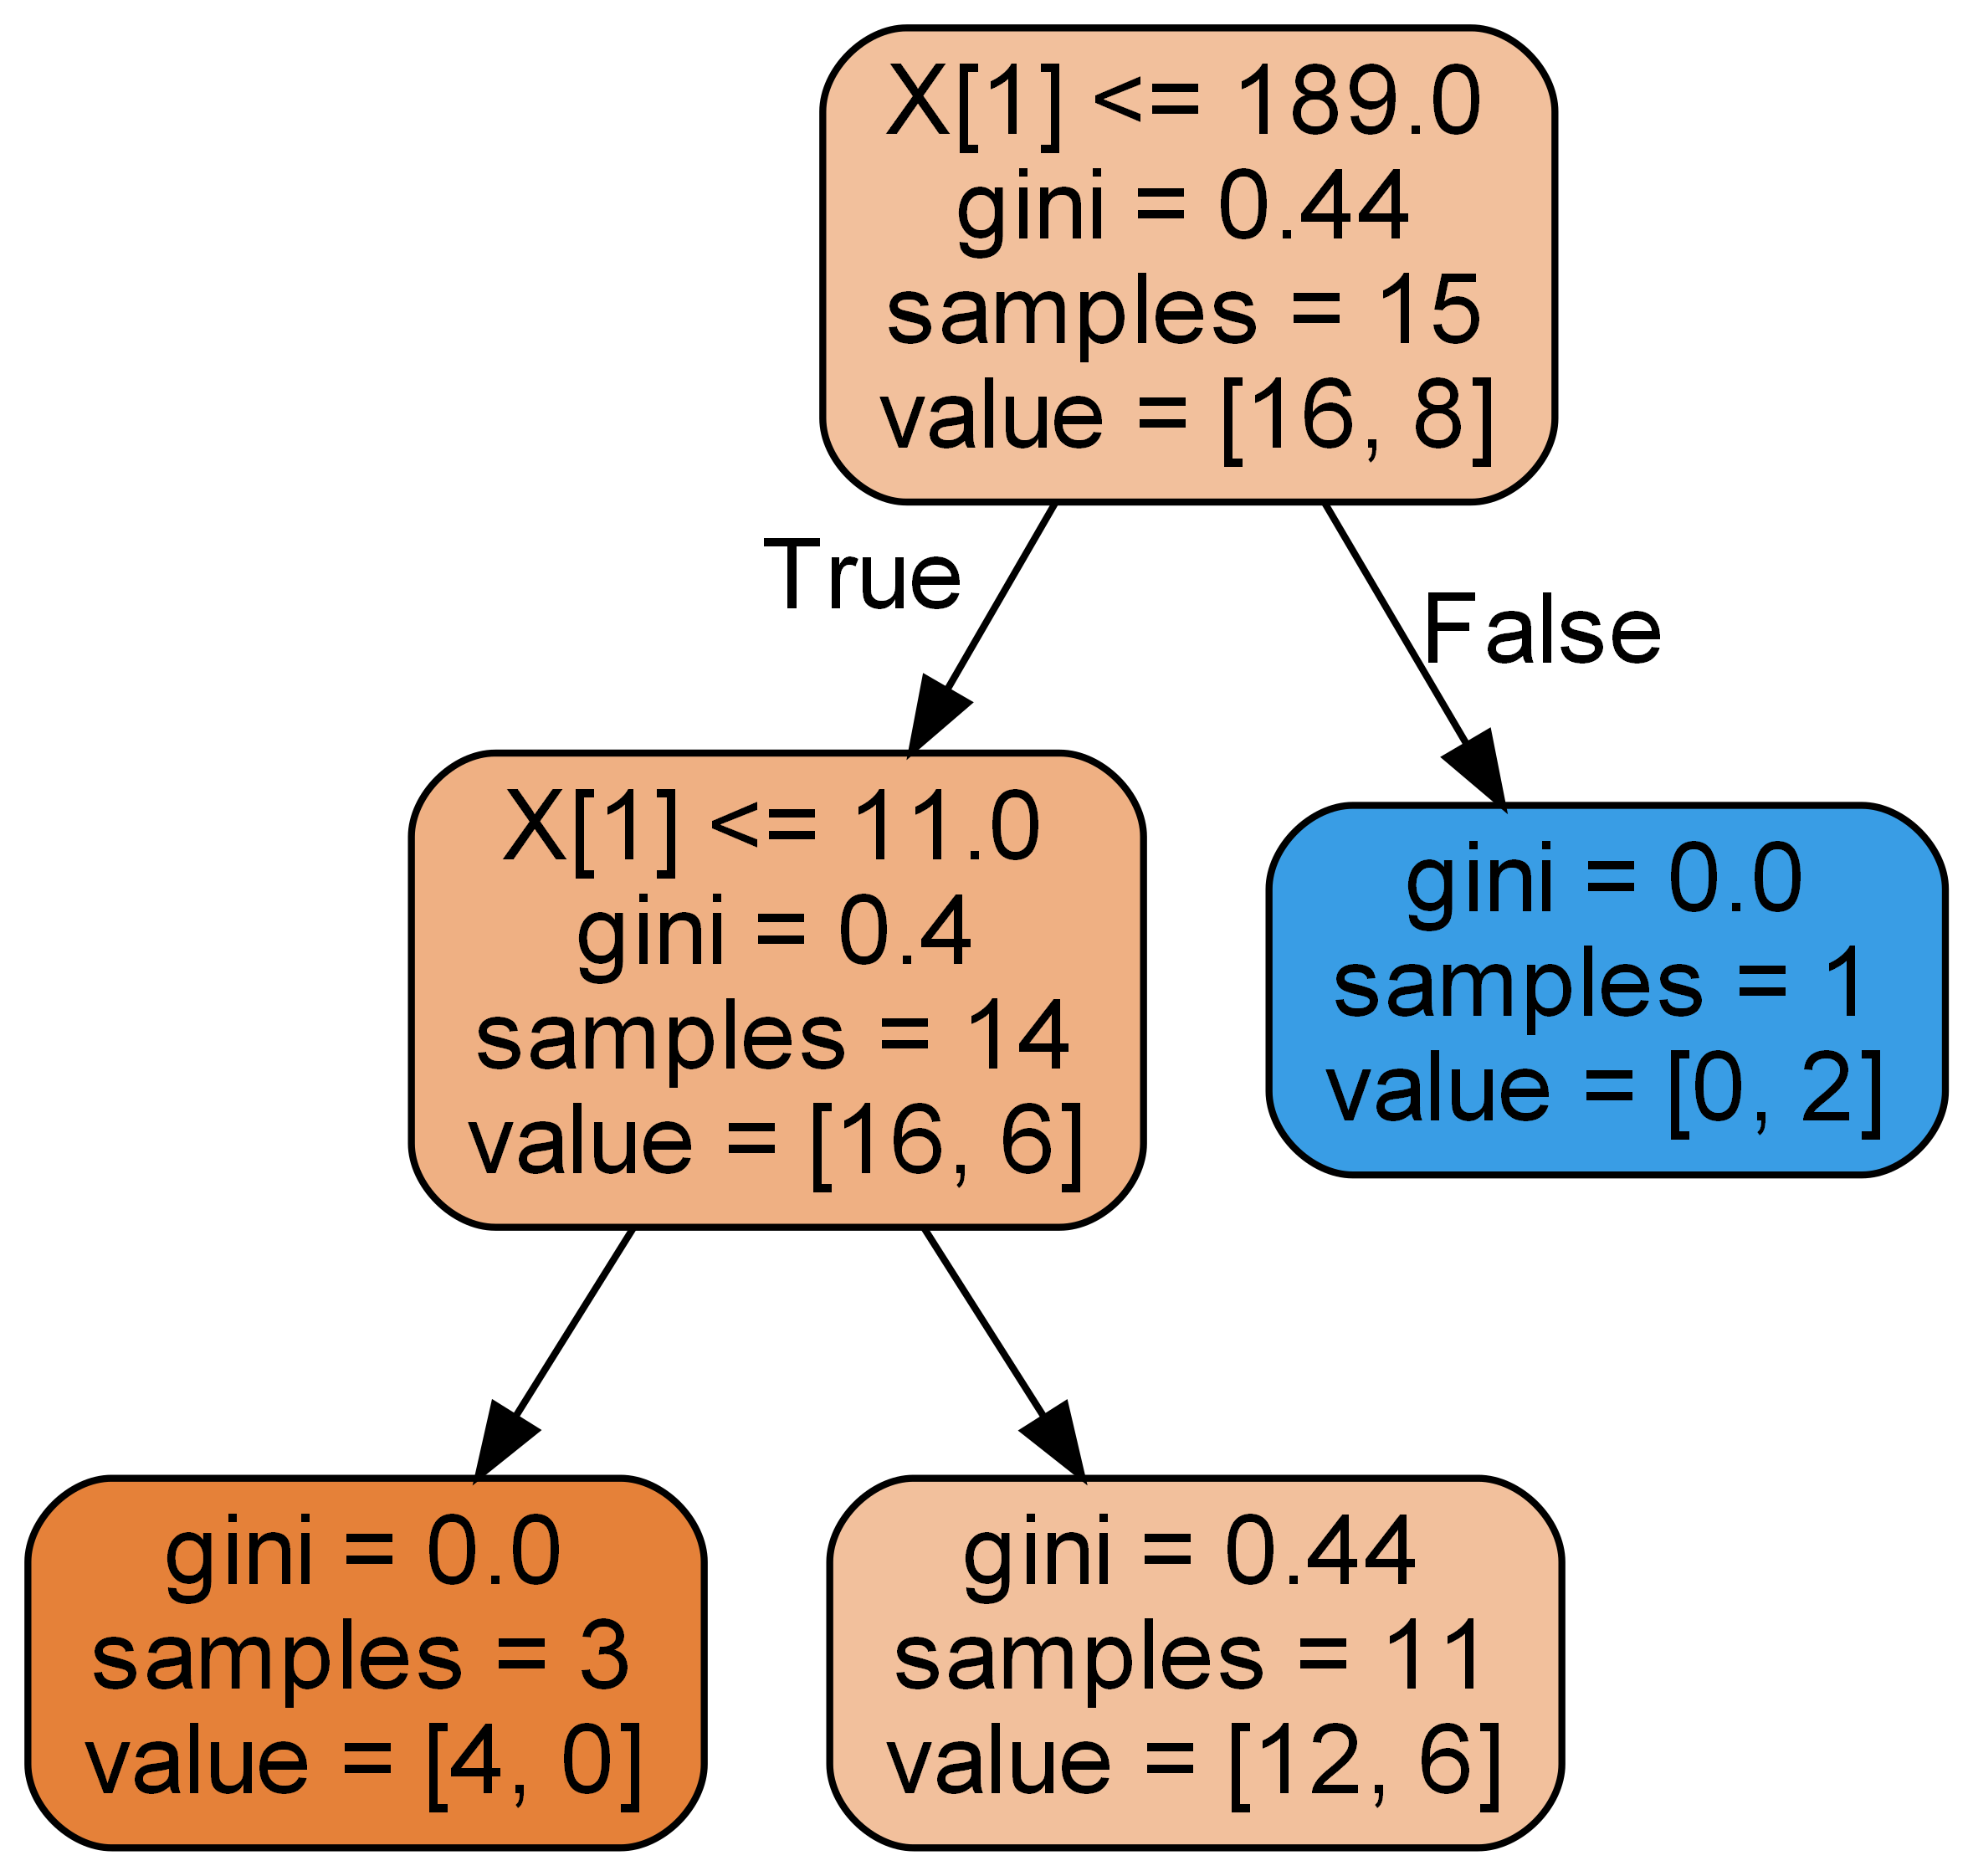 X[1] <= 189.0
gini = 0.44
samples = 15
value = [16, 8]
True
False
X[1] <= 11.0
gini = 0.4
samples = 14
value = [16, 6]
gini = 0.0
samples = 1
value = [0, 2]
gini = 0.0
samples = 3
value = [4, 0]
gini = 0.44
samples = 11
value = [12, 6]